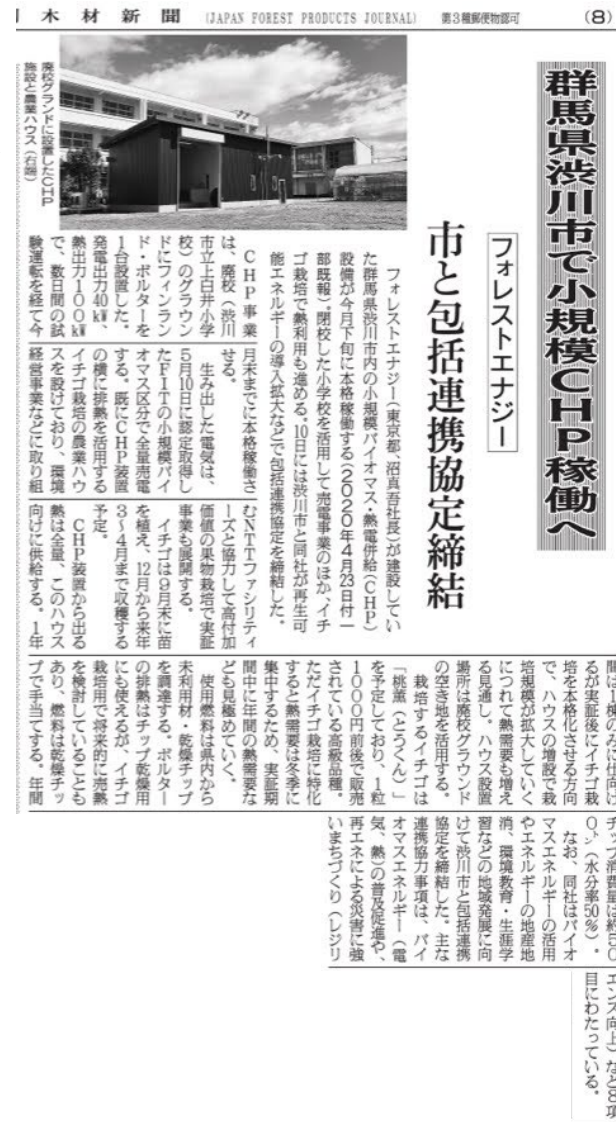 木材新聞 (JAPAN FOREST PRODUCTS JOURNAL) 第3種郵便物認可 (8)
群馬県渋川市で小規模CHP稼働へ
フォレストエナジー
市と包括連携協定締結
廃校グランドに設置したCHP
施設と農業ハウス(右端)
フォレストエナジー(東京都、沼真吾社長)が建設してい
た群馬県渋川市内の小規模バイオマス・熱電併給(CHP)
設備が今月下旬に本格稼働する(2020年4月23日付一
部既報)。閉校した小学校を活用して売電事業のほか、イチ
ゴ栽培で熱利用も進める。10日には渋川市と同社が再生可
能エネルギーの導入拡大などで包括連携協定を締結した。
CHP事業
は、廃校(渋川
市立上白井小学
校)のグラウン
ドにフィンラン
ド・ボルターを
1台設置した。
発電出力40㎾、
熱出力100㎾
で、数日間の試
験運転を経て今
月末までに本格稼働さ
せる。
生み出した電気は、
5月10日に認定取得し
たFITの小規模バイ
オマス区分で全量売電
する。既にCHP装置
の横に排熱を活用する
イチゴ栽培の農業ハウ
スを設けており、環境
経営事業などに取り組
むNTTファシリティ
ーズと協力して高付加
価値の果物栽培で実証
事業も展開する。
イチゴは9月末に苗
を植え、12月から来年
3~4月まで収穫する
予定。
CHP装置から出る
熱は全量、このハウス
向けに供給する。1年
間は1棟のみに仕向け
るが実証後にイチゴ栽
培を本格化させる方向
で、ハウスの増設で栽
培規模が拡大していく
につれて熱需要も増え
る見通し。ハウス設置
場所は廃校グラウンド
の空き地を活用する。
栽培するイチゴは
「桃薫(とうくん)」
を予定しており、1粒
1000円前後で販売
されている高級品種。
ただイチゴ栽培に特化
すると熱需要は冬季に
集中するため、実証期
間中に年間の熱需要な
ども見極めていく。
使用燃料は県内から
未利用材・乾燥チップ
を調達する。ボルター
の排熱はチップ乾燥用
にも使えるが、イチゴ
栽培用で将来的に売熱
を検討していることも
あり、燃料は乾燥チッ
プで手当てする。年間
チップ消費量は約50
0㌧(水分率50%)。
なお、同社はバイオ
マスエネルギーの活用
やエネルギーの地産地
消、環境教育・生涯学
習などの地域発展に向
けて渋川市と包括連携
協定を締結した。主な
連携協力事項は、バイ
オマスエネルギー(電
気、熱)の普及促進や、
再エネによる災害に強
いまちづくり(レジリ
エンス向上)など8項
目にわたっている。